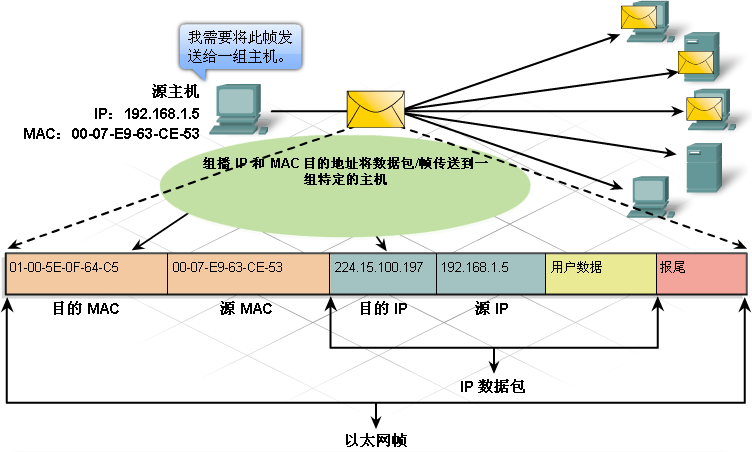 我需要将此帧发
送给一组主机。
源主机
IP：192.168.1.5
MAC：00-07-E9-63-CE-53
组播 IP 和 MAC 目的地址将数据包/帧传送到一
组特定的主机
01-00-5E-0F-64-C5 00-07-E9-63-CE-53 224.15.100.197 192.168.1.5 用户数据 报尾
目的 MAC 源 MAC 目的 IP 源 IP
IP 数据包
以太网帧